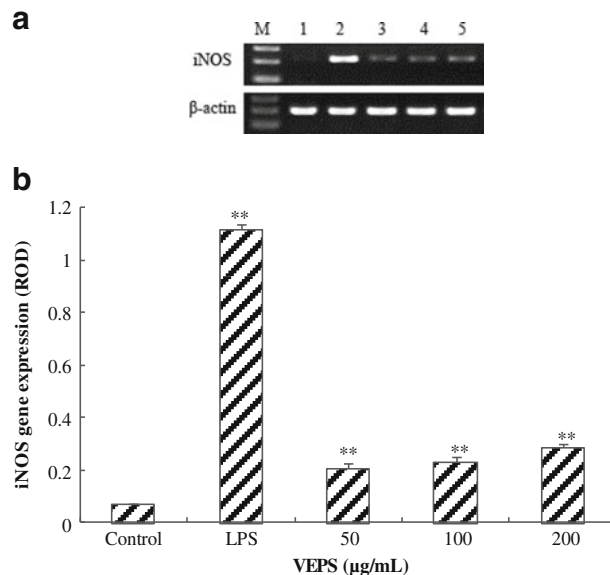 a
M 1 2 3 4 5
iNOS
β-actin
b
iNOS gene expression (ROD)
1.2
1
0.8
0.6
0.4
0.2
0
**
**
**
**
Control LPS 50 100 200
VEPS (μg/mL)